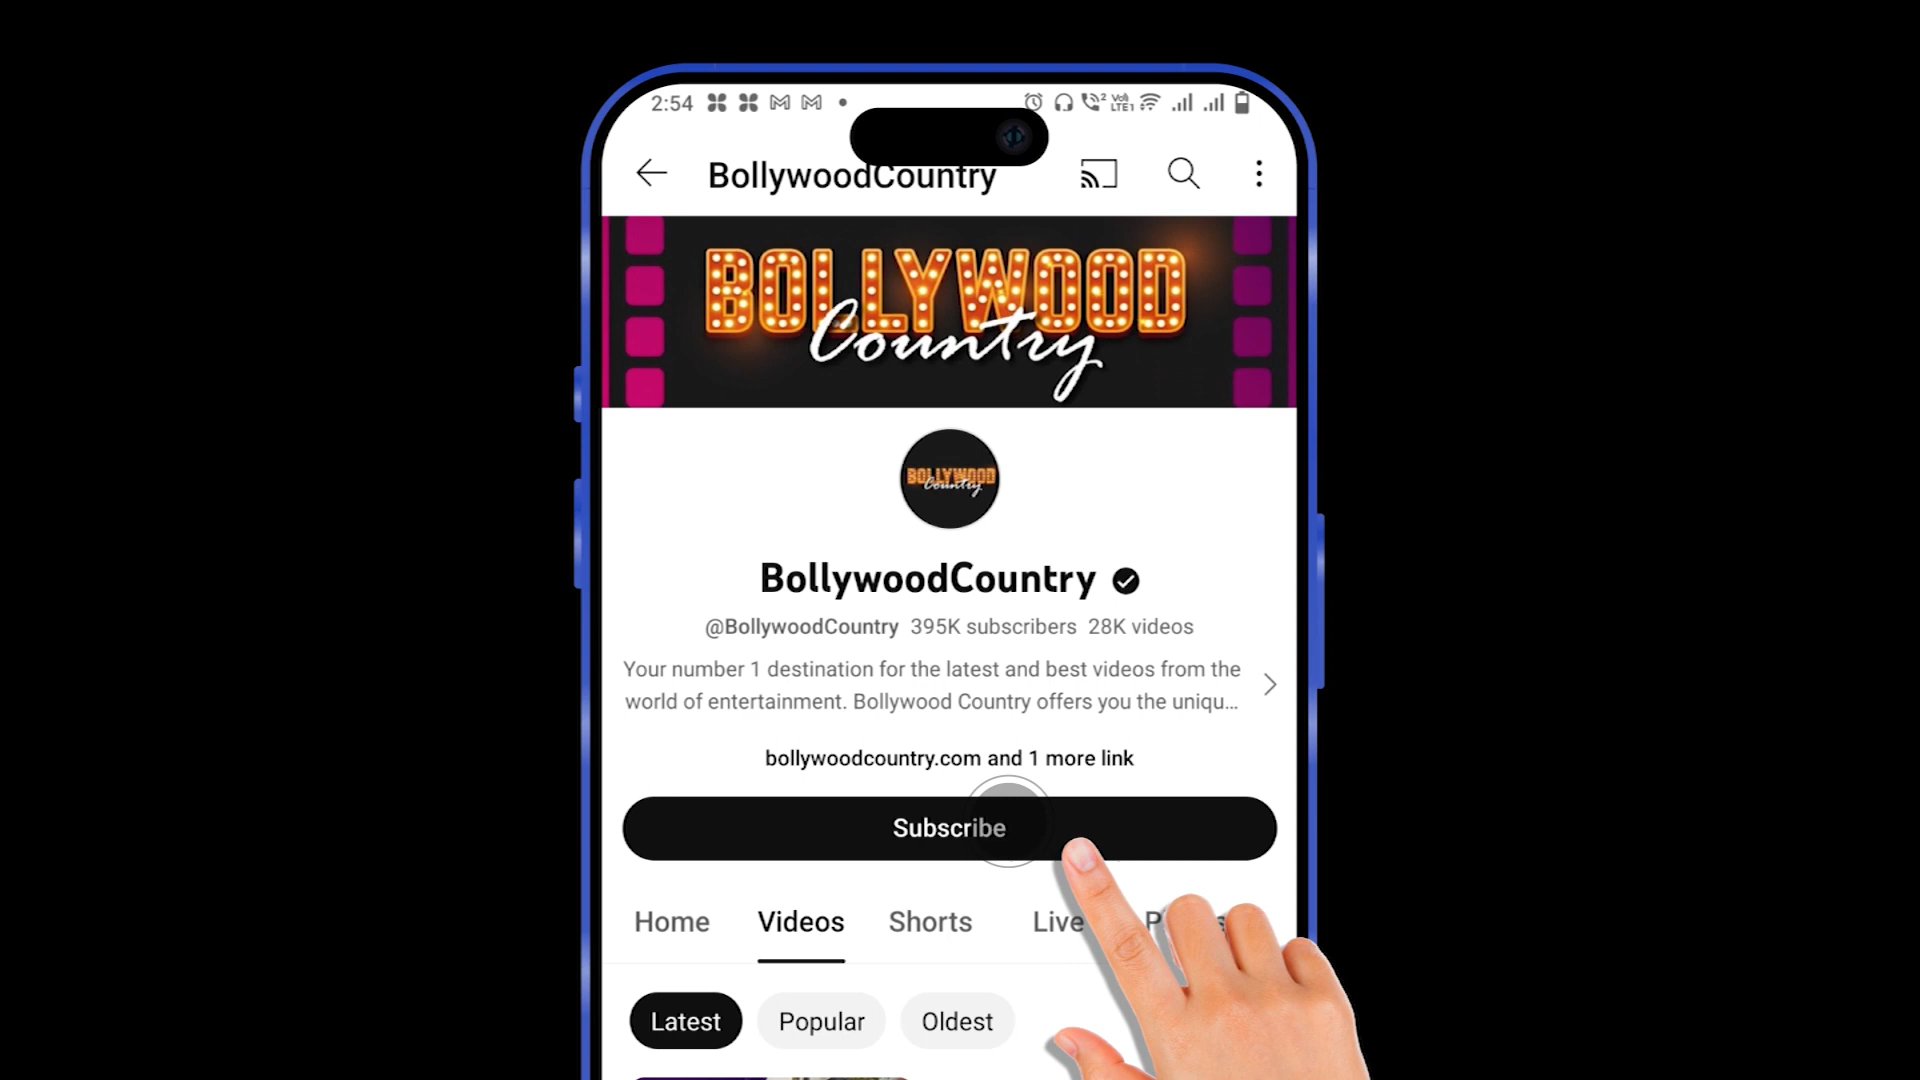 2:54
Vo)) LTE1
BollywoodCountry
BOLLYWOOD
Country
BOLLYWOOD
Country
BollywoodCountry
@BollywoodCountry 395K subscribers 28K videos
Your number 1 destination for the latest and best videos from the
world of entertainment. Bollywood Country offers you the uniqu...
bollywoodcountry.com and 1 more link
Subscribe
Home Videos Shorts Live
Latest Popular Oldest